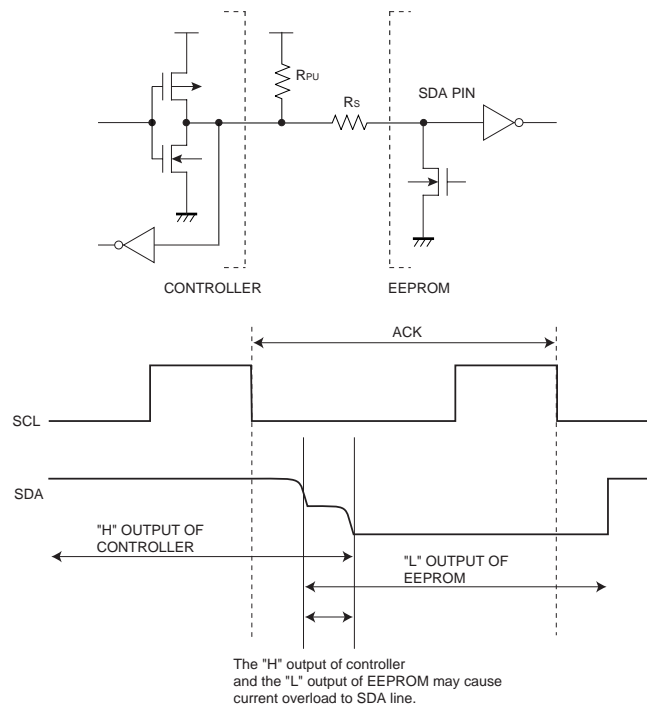 RPU
RS
SDA PIN
CONTROLLER
EEPROM
ACK
SCL
SDA
"H" OUTPUT OF
CONTROLLER
"L" OUTPUT OF
EEPROM
The "H" output of controller
and the "L" output of EEPROM may cause
current overload to SDA line.